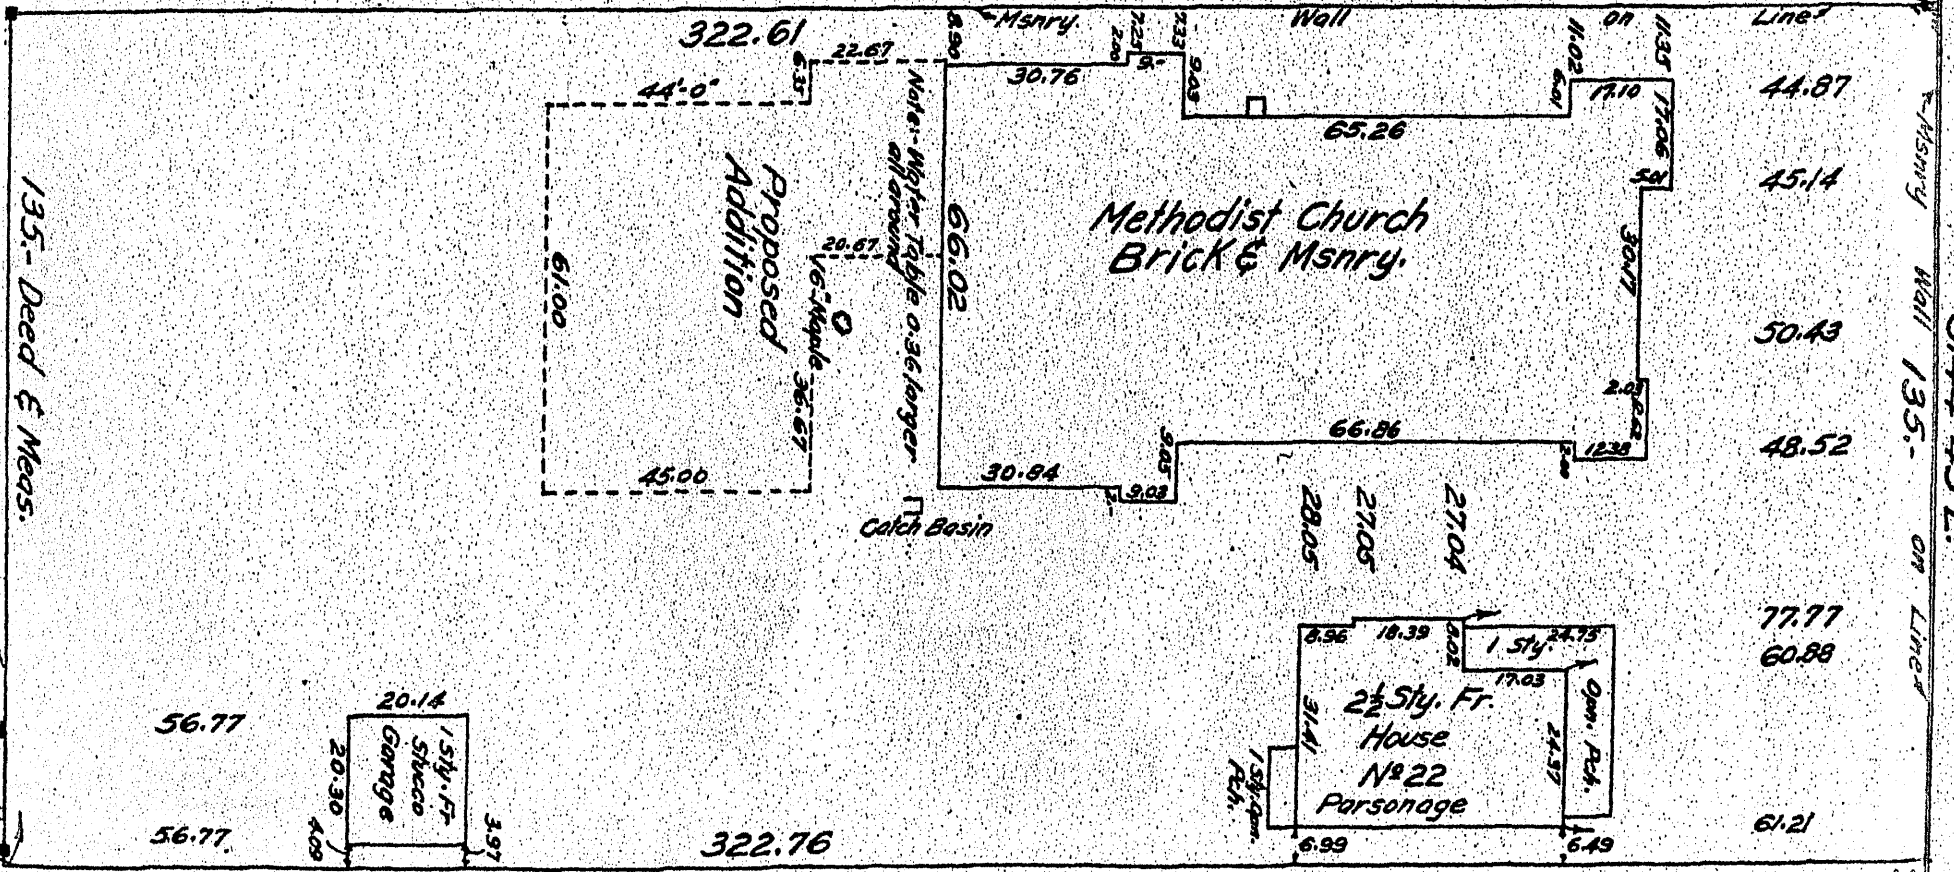 322.61
22.67
8.90
Msnry.
Wall
on
Line
2.00
7.25
7.33
9.-
9.05
11.02
11.35
6.01
17.10
17.06
44.87
6.35
44'-0"
30.76
65.26
5.01
45.14
Note:- Water Table 0.36 larger
all around
Proposed
Addition
61.00
20.67
16" Maple
36.67
45.00
66.02
Methodist Church
Brick & Msnry.
30.17
50.43
2.05
12.38
2.00
48.52
66.86
9.05
30.84
9.03
2.-
Catch Basin
28.05
27.05
27.04
Msnry Wall 135.- on Line
135.- Deed & Meas.
77.77
60.88
8.96
18.39
8.02
1 Sty.
24.75
17.03
2½ Sty. Fr.
House
Nº 22
Parsonage
31.41
24.37
Opn. Pch.
1 Sty. Opn.
Pch.
6.99
6.49
61.21
56.77
20.14
1 Sty. Fr.
Stucco
Garage
20.30
4.09
3.97
56.77
322.76